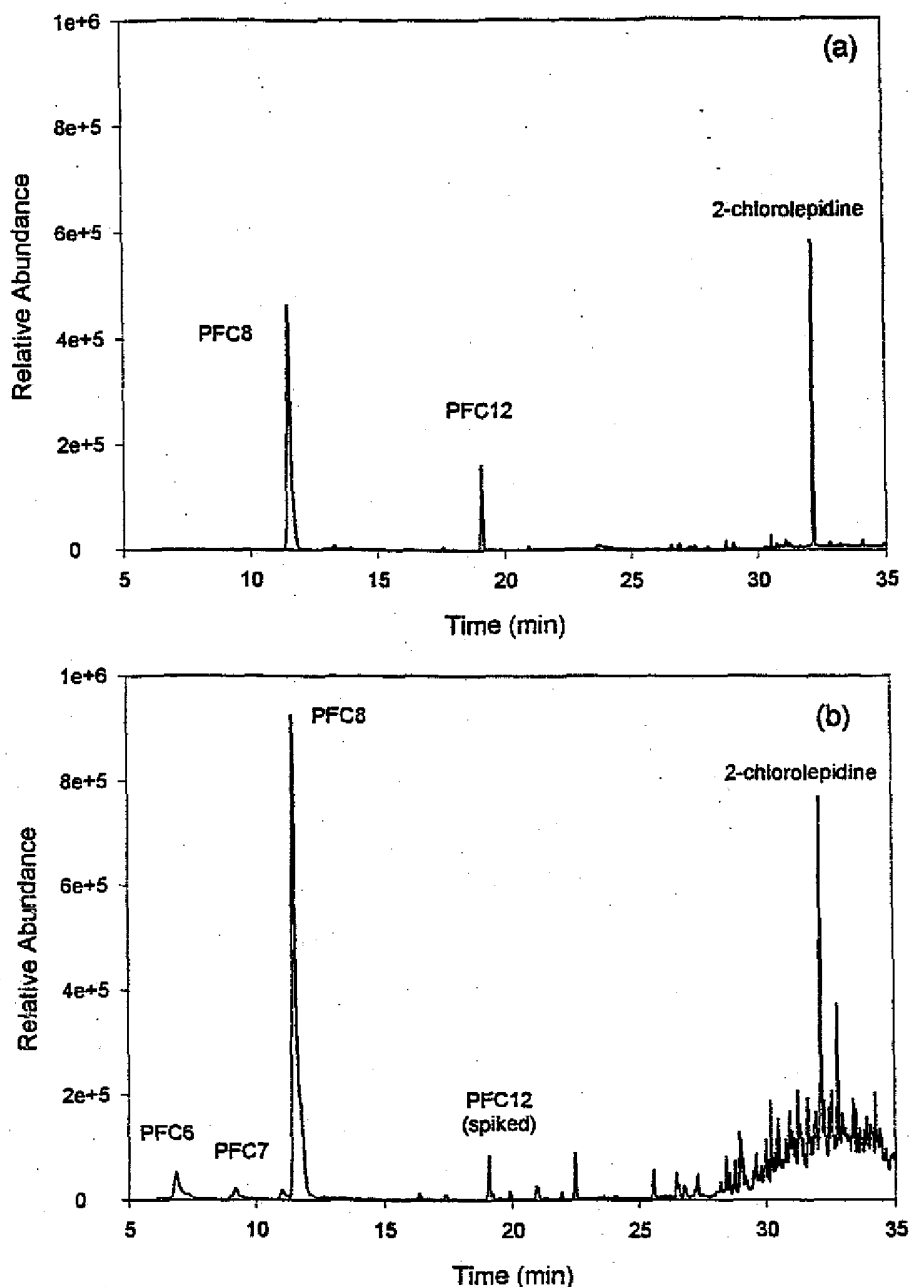 1e+6
(a)
8e+5
2-chlorolepidine
6e+5
PFC8
4e+5
PFC12
2e+5
0
5 10 15 20 25 30 35
Relative Abundance
Time (min)
1e+6
PFC8
(b)
2-chlorolepidine
8e+5
6e+5
4e+5
2e+5
PFC12
(spiked)
PFC6
PFC7
0
5 10 15 20 25 30 35
Relative Abundance
Time (min)